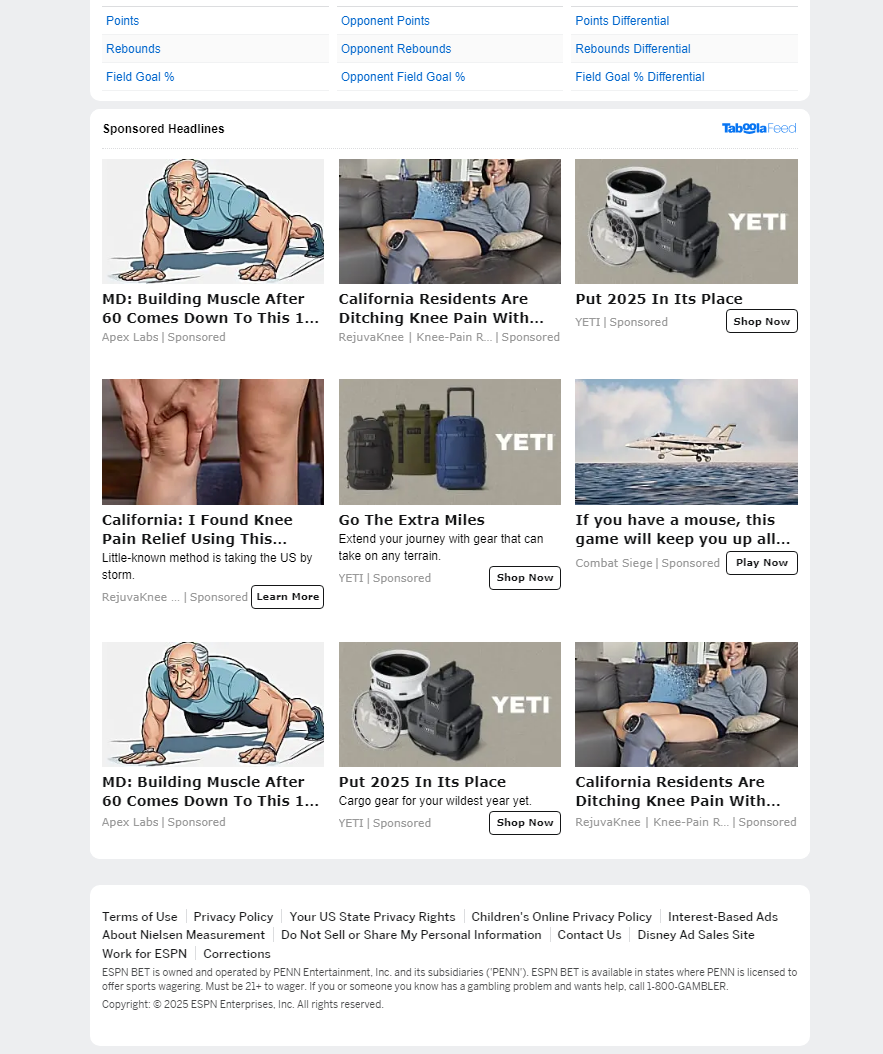 Points
Opponent Points
Points Differential
Rebounds
Opponent Rebounds
Rebounds Differential
Field Goal %
Opponent Field Goal %
Field Goal % Differential
Sponsored Headlines
Taboola Feed
YETI
YETI
MD: Building Muscle After
60 Comes Down To This 1...
Apex Labs | Sponsored
California Residents Are
Ditching Knee Pain With...
RejuvaKnee | Knee-Pain R... | Sponsored
Put 2025 In Its Place
YETI | Sponsored
Shop Now
YETI
California: I Found Knee
Pain Relief Using This...
Little-known method is taking the US by
storm.
RejuvaKnee ... | Sponsored
Learn More
Go The Extra Miles
Extend your journey with gear that can
take on any terrain.
YETI | Sponsored
Shop Now
If you have a mouse, this
game will keep you up all...
Combat Siege | Sponsored
Play Now
YETI
YETI
MD: Building Muscle After
60 Comes Down To This 1...
Apex Labs | Sponsored
Put 2025 In Its Place
Cargo gear for your wildest year yet.
YETI | Sponsored
Shop Now
California Residents Are
Ditching Knee Pain With...
RejuvaKnee | Knee-Pain R... | Sponsored
Terms of Use | Privacy Policy | Your US State Privacy Rights | Children's Online Privacy Policy | Interest-Based Ads
About Nielsen Measurement | Do Not Sell or Share My Personal Information | Contact Us | Disney Ad Sales Site
Work for ESPN | Corrections
ESPN BET is owned and operated by PENN Entertainment, Inc. and its subsidiaries ('PENN'). ESPN BET is available in states where PENN is licensed to
offer sports wagering. Must be 21+ to wager. If you or someone you know has a gambling problem and wants help, call 1-800-GAMBLER.
Copyright: © 2025 ESPN Enterprises, Inc. All rights reserved.